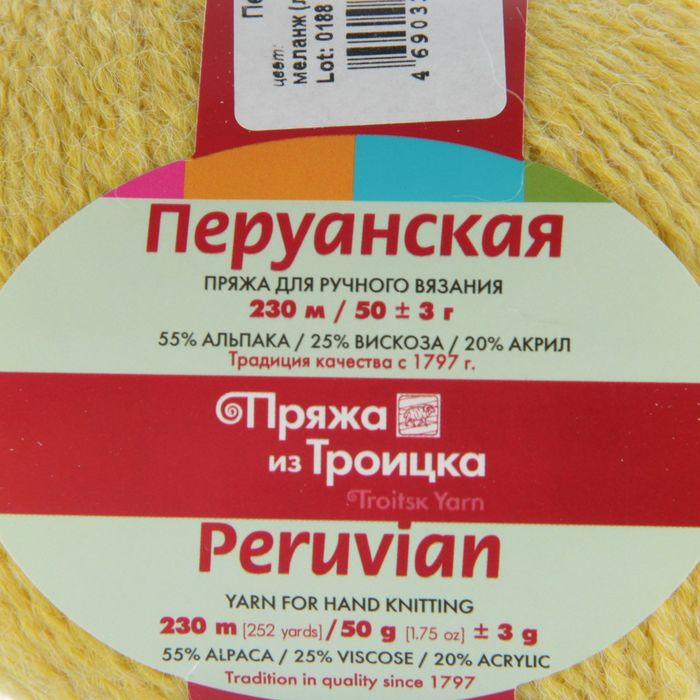 цвет:
меланж
Lot: 0188
4 69033
Перуанская
ПРЯЖА ДЛЯ РУЧНОГО ВЯЗАНИЯ
230 м / 50 ± 3 г
55% АЛЬПАКА / 25% ВИСКОЗА / 20% АКРИЛ
Традиция качества с 1797 г.
Пряжа
из Троицка
Troitsk Yarn
Peruvian
YARN FOR HAND KNITTING
230 m [252 yards] / 50 g [1.75 oz] ± 3 g
55% ALPACA / 25% VISCOSE / 20% ACRYLIC
Tradition in quality since 1797